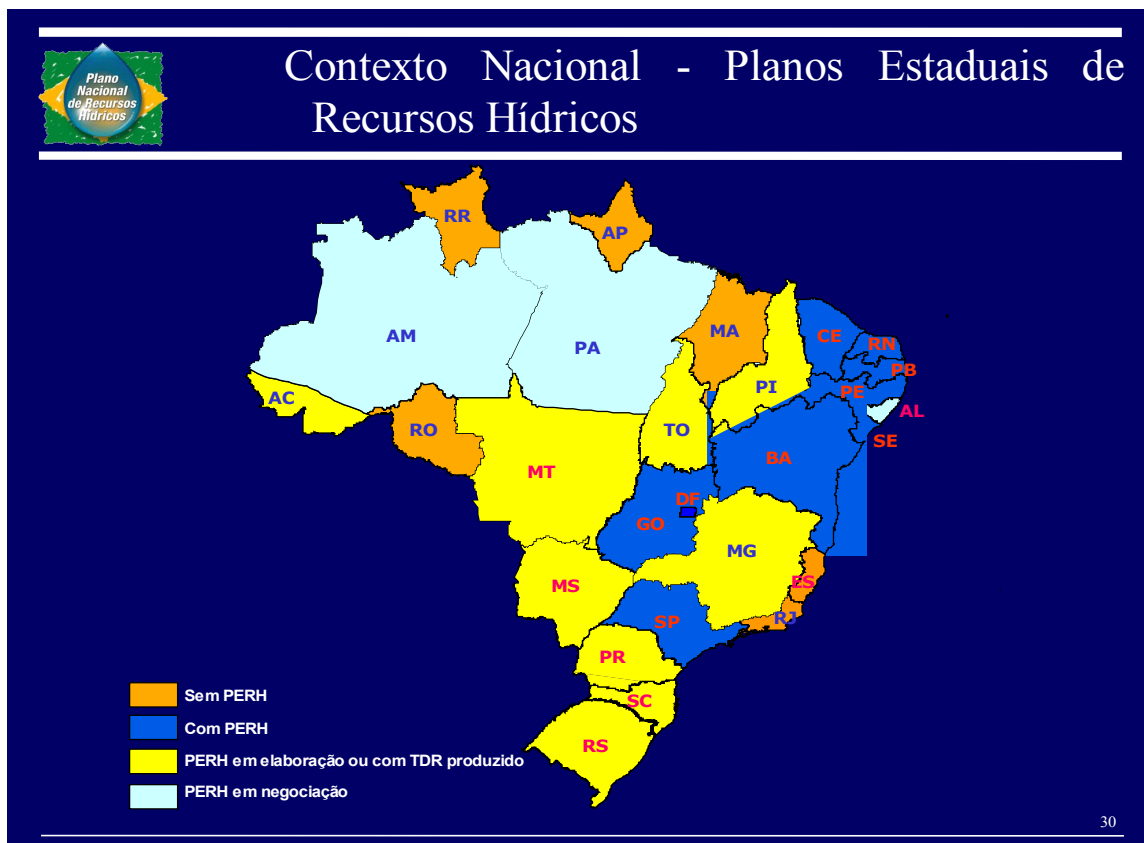 Plano
Nacional
de Recursos
Hídricos
Contexto Nacional - Planos Estaduais de
Recursos Hídricos
RR
AP
AM
PA
MA
CE
RN
PB
PI
PE
AC
AL
RO
TO
SE
BA
MT
DF
GO
MG
MS
ES
SP
RJ
PR
SC
RS
Sem PERH
Com PERH
PERH em elaboração ou com TDR produzido
PERH em negociação
30